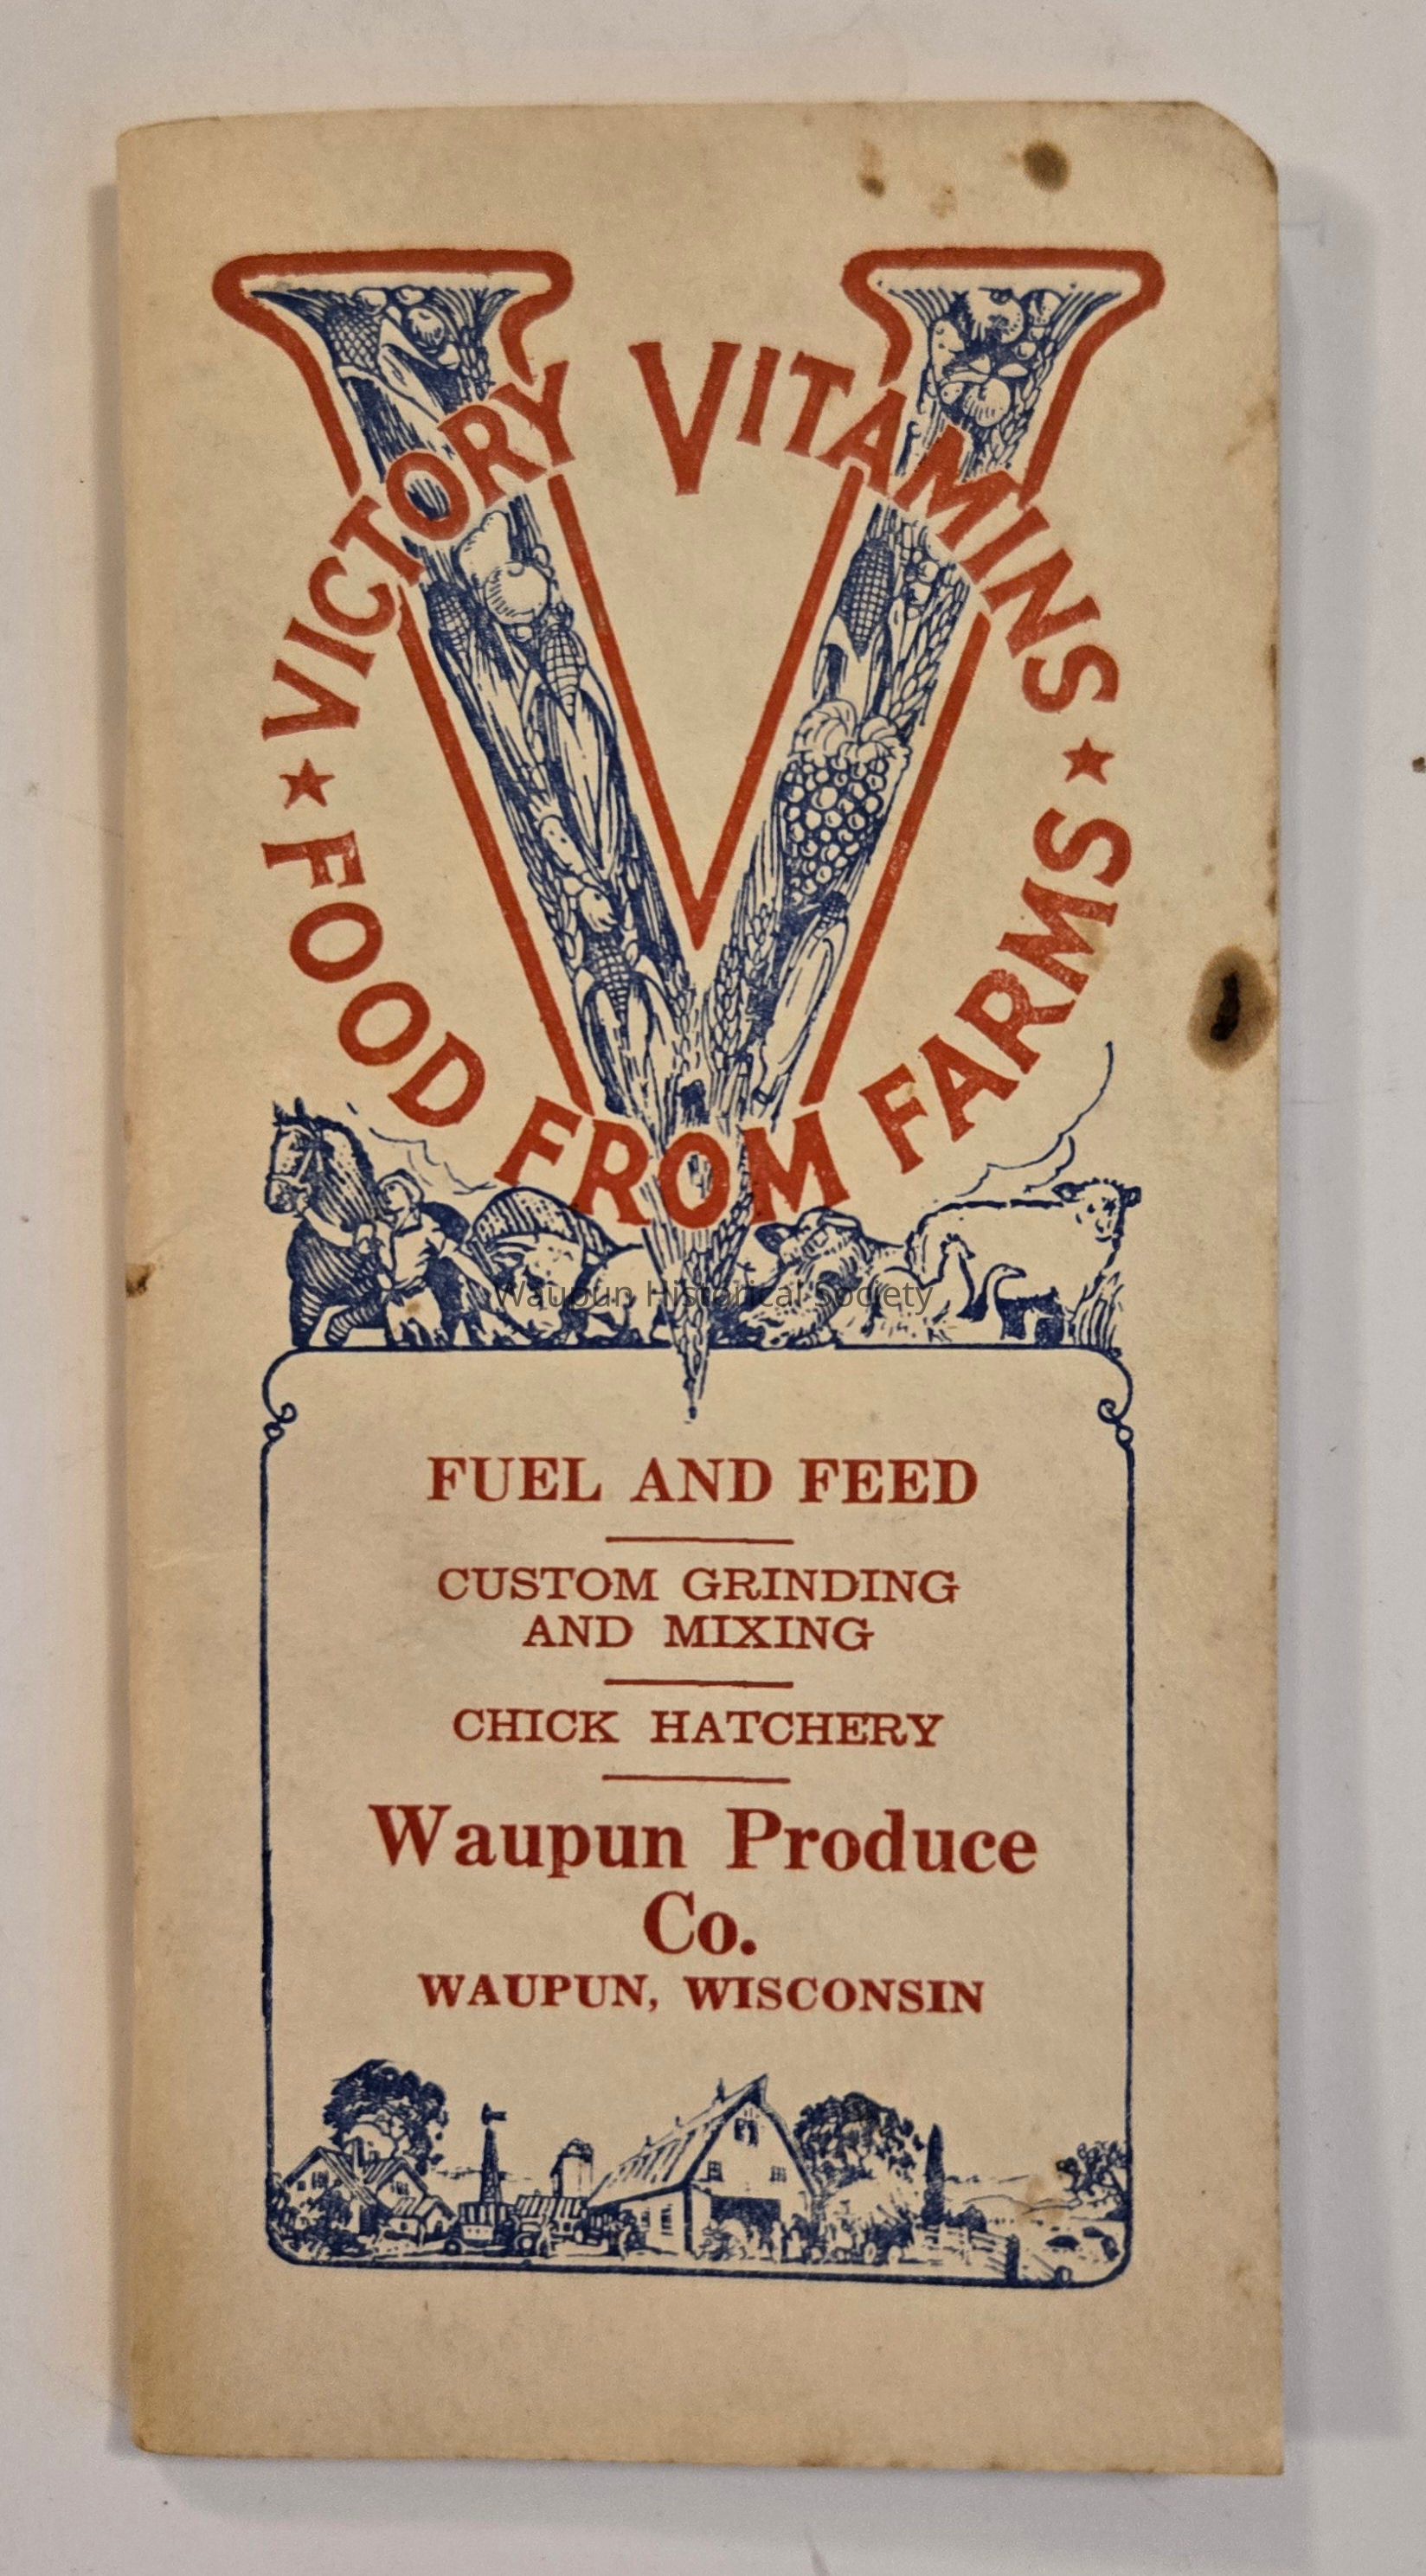 VICTORY VITAMINS
★ FOOD FROM FARMS ★
Waupun Historical Society
FUEL AND FEED
CUSTOM GRINDING
AND MIXING
CHICK HATCHERY
Waupun Produce
Co.
WAUPUN, WISCONSIN